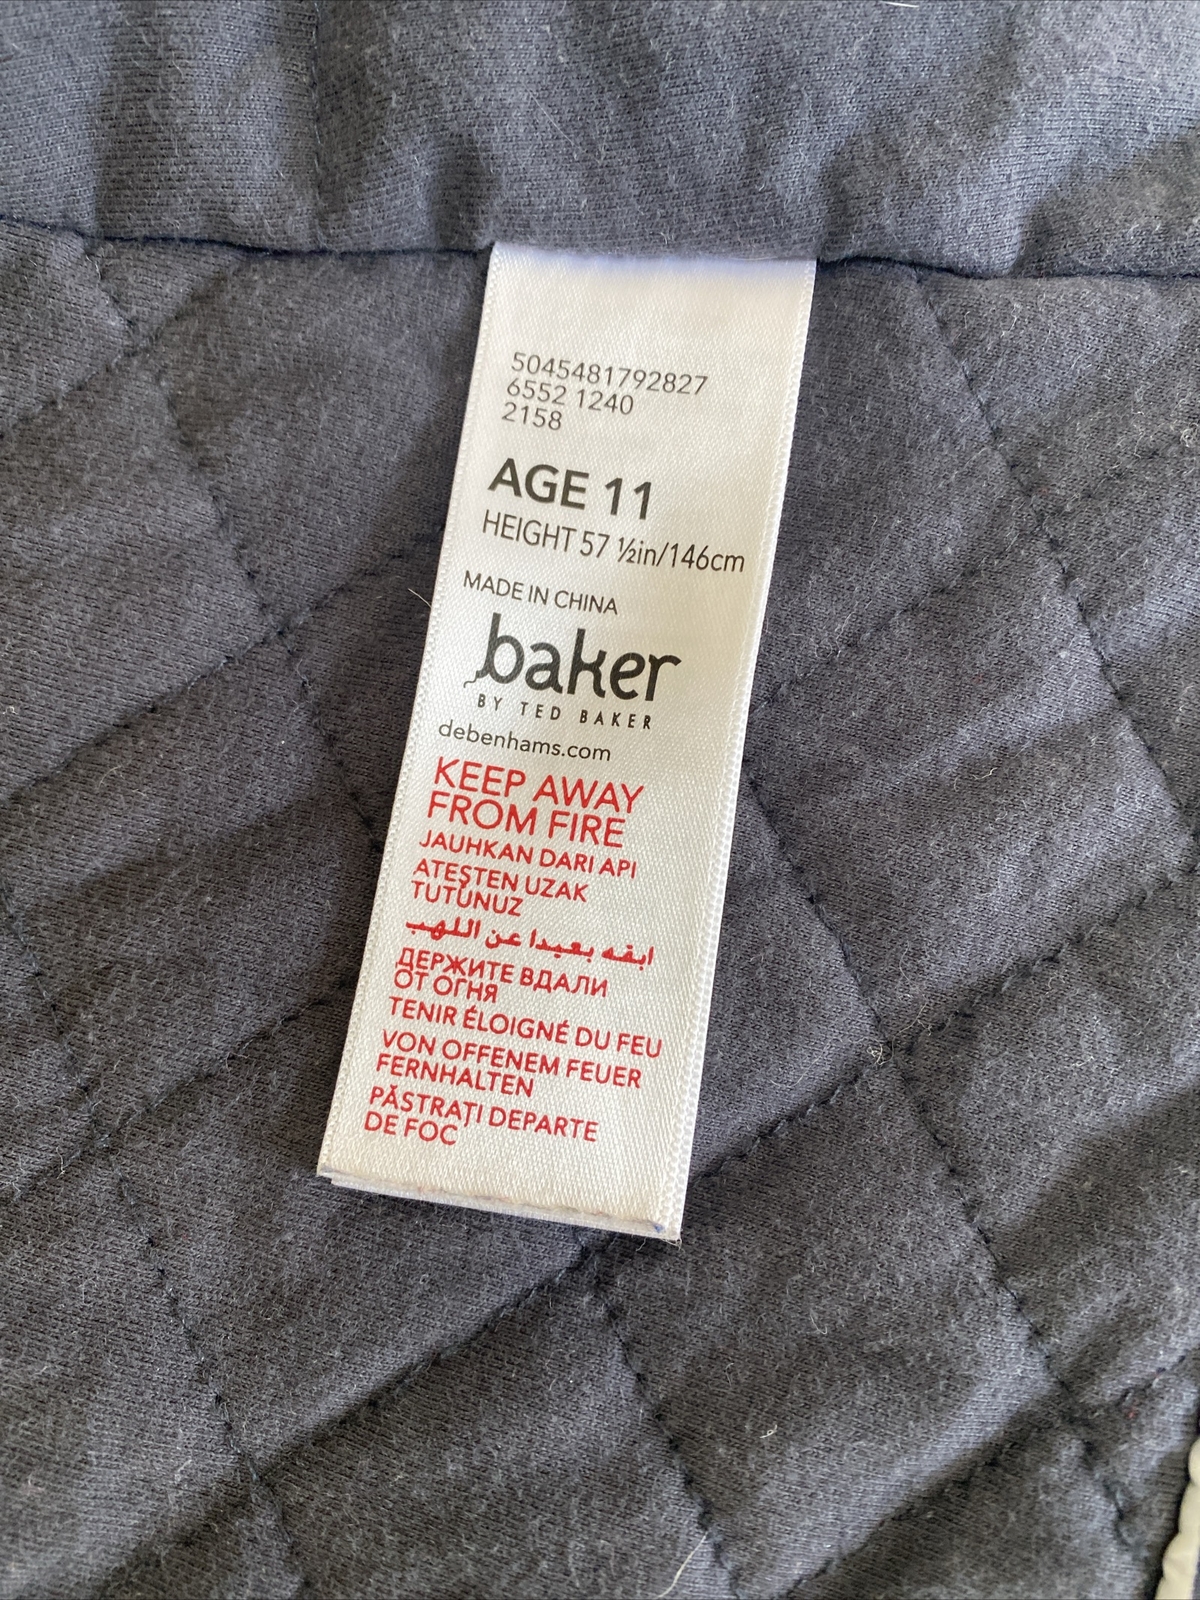 5045481792827
6552 1240
2158
AGE 11
HEIGHT 57 ½in/146cm
MADE IN CHINA
baker
BY TED BAKER
debenhams.com
KEEP AWAY
FROM FIRE
JAUHKAN DARI API
ATEŞTEN UZAK
TUTUNUZ
ابقه بعيدا عن اللهب
ДЕРЖИТЕ ВДАЛИ
ОТ ОГНЯ
TENIR ÉLOIGNÉ DU FEU
VON OFFENEM FEUER
FERNHALTEN
PĂSTRAŢI DEPARTE
DE FOC